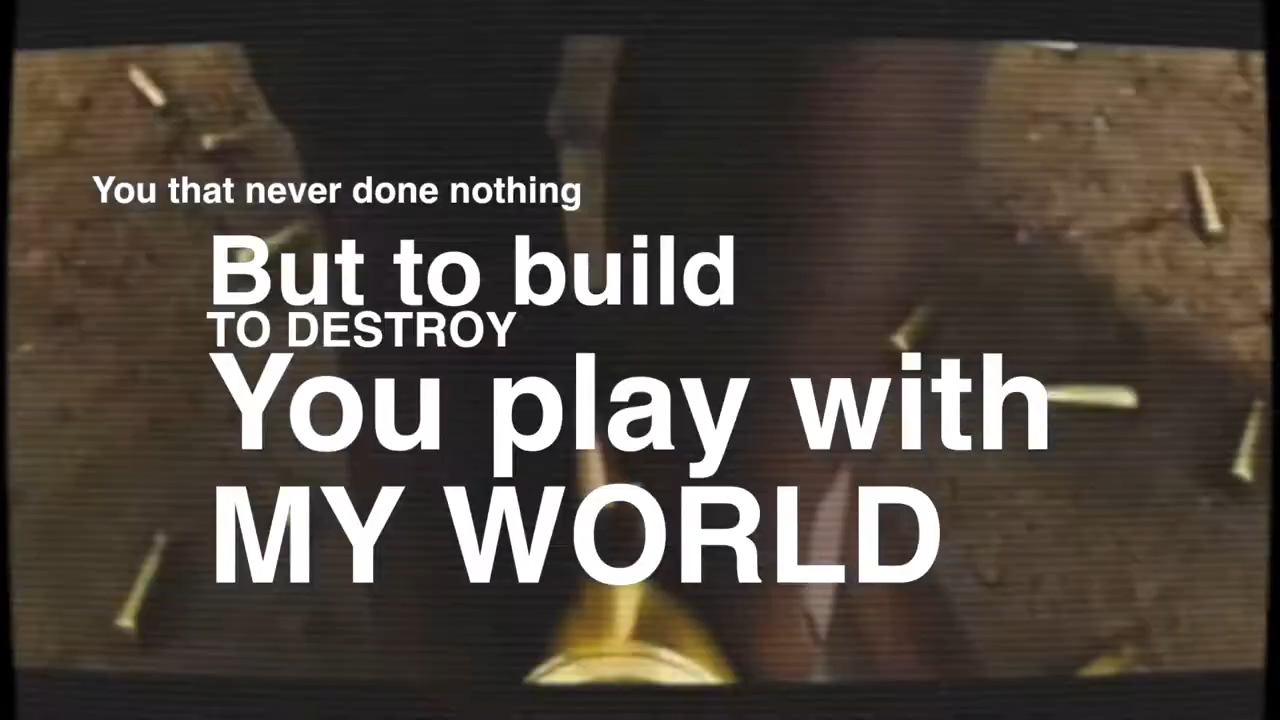 You that never done nothing
But to build
TO DESTROY
You play with
MY WORLD